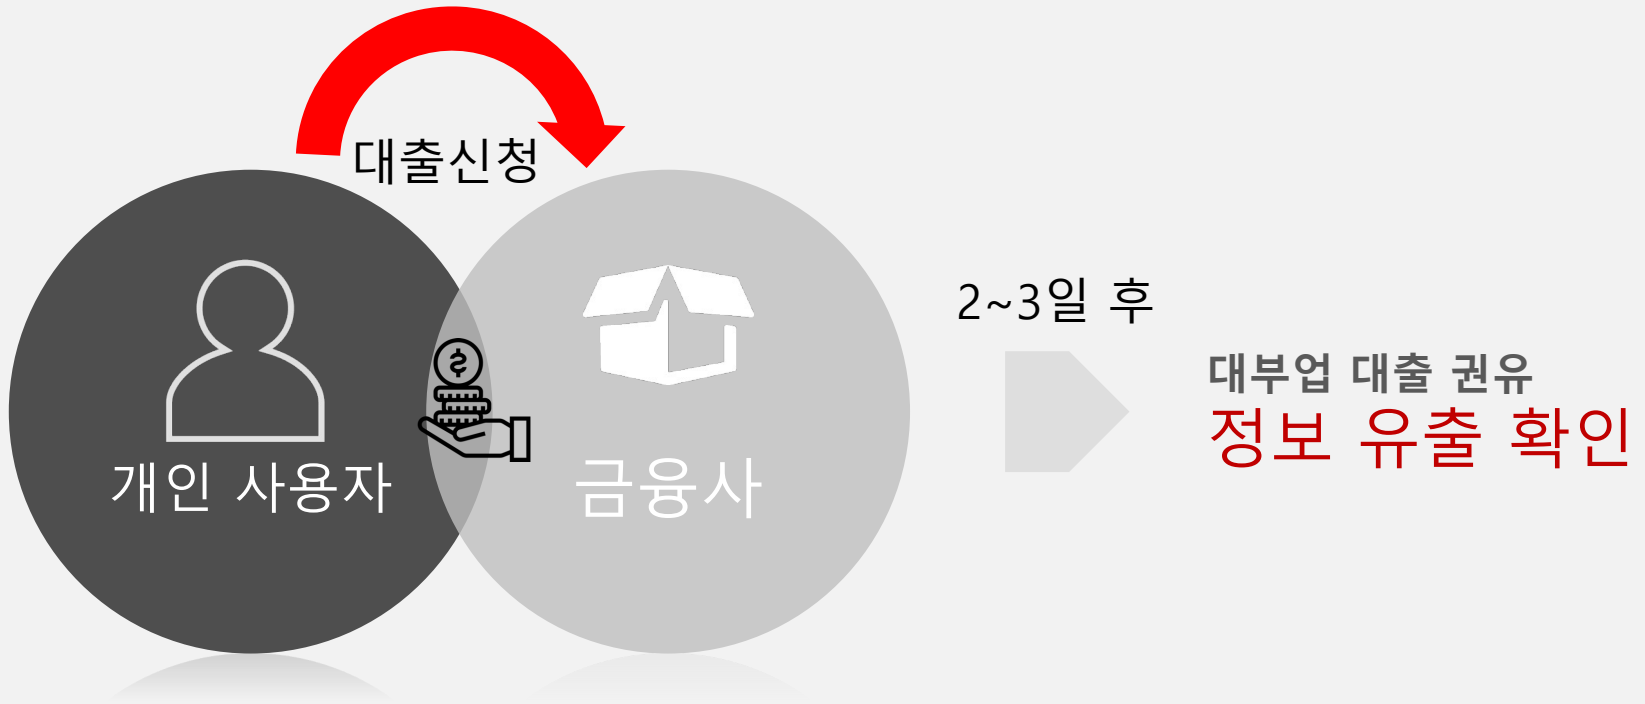 대출신청
개인 사용자
금융사
2~3일 후
대부업 대출 권유
정보 유출 확인